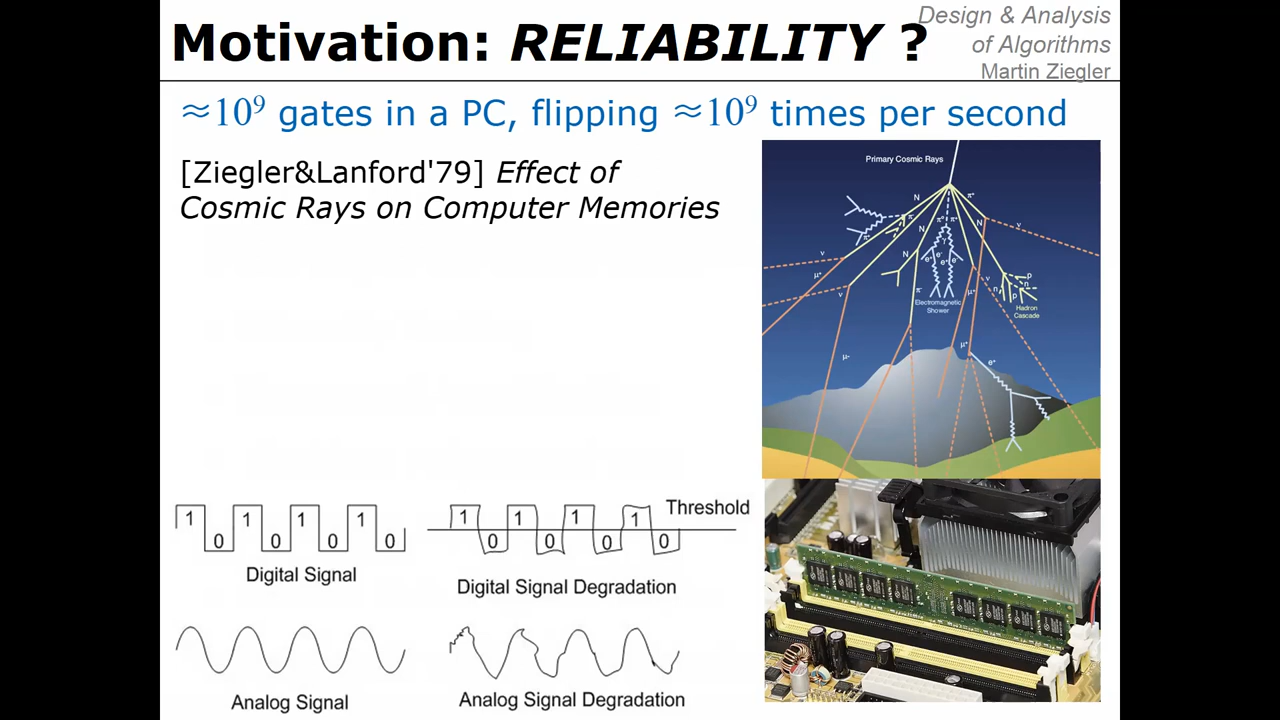 Motivation: RELIABILITY ?
Design & Analysis
of Algorithms
Martin Ziegler
≈10⁹ gates in a PC, flipping ≈10⁹ times per second
[Ziegler&Lanford'79] Effect of
Cosmic Rays on Computer Memories
Primary Cosmic Rays
N
π⁺
N
π⁺
π⁰
π⁺
N
N
ν
π⁺
γ
ν
N
e⁺
e⁻
e⁺
e⁻
μ⁺
ν
p
n
n
p
p
ν
π⁻
μ⁺
Electromagnetic
Shower
Hadron
Cascade
μ⁻
μ⁺
e⁺
1 0 1 0 1 0 1 0
Digital Signal
1 0 1 0 1 0 1 0
Threshold
Digital Signal Degradation
Analog Signal
Analog Signal Degradation